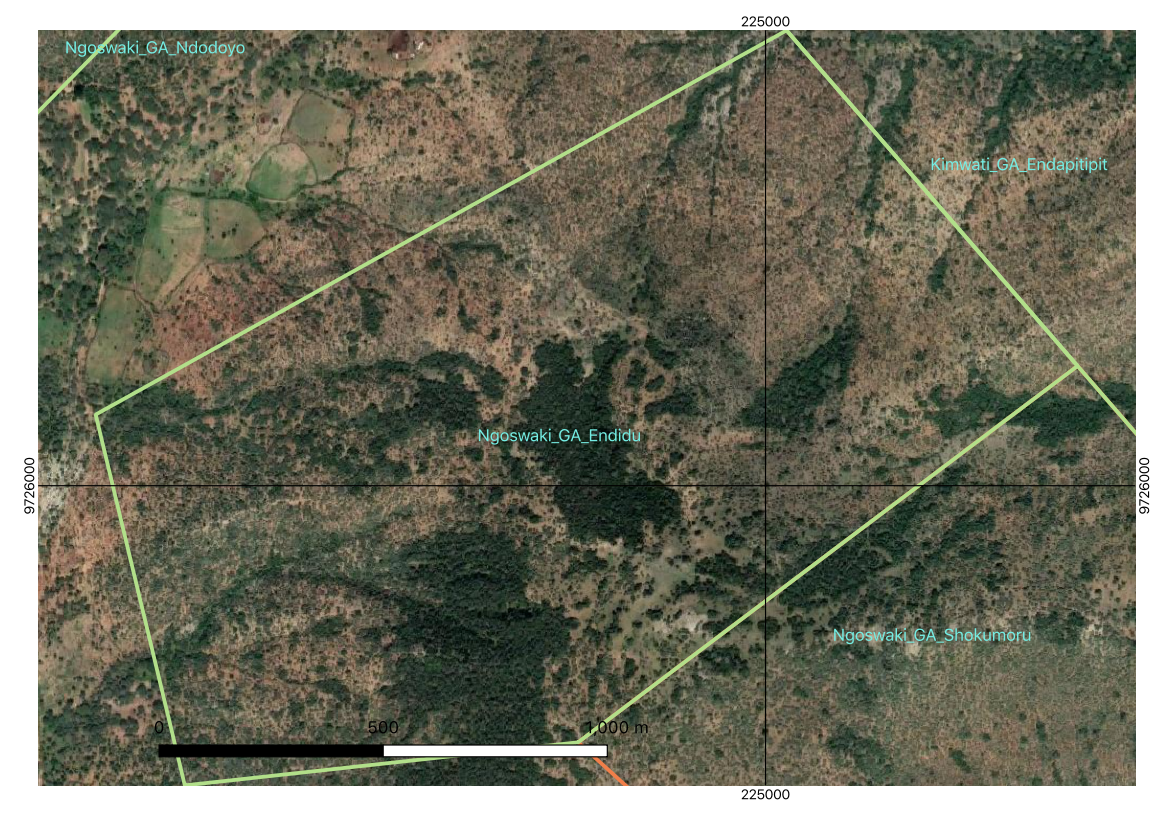 225000
Ngoswaki_GA_Ndodoyo
Kimwati_GA_Endapitipit
Ngoswaki_GA_Endidu
9726000
9726000
Ngoswaki_GA_Shokumoru
0 500 1,000 m
225000